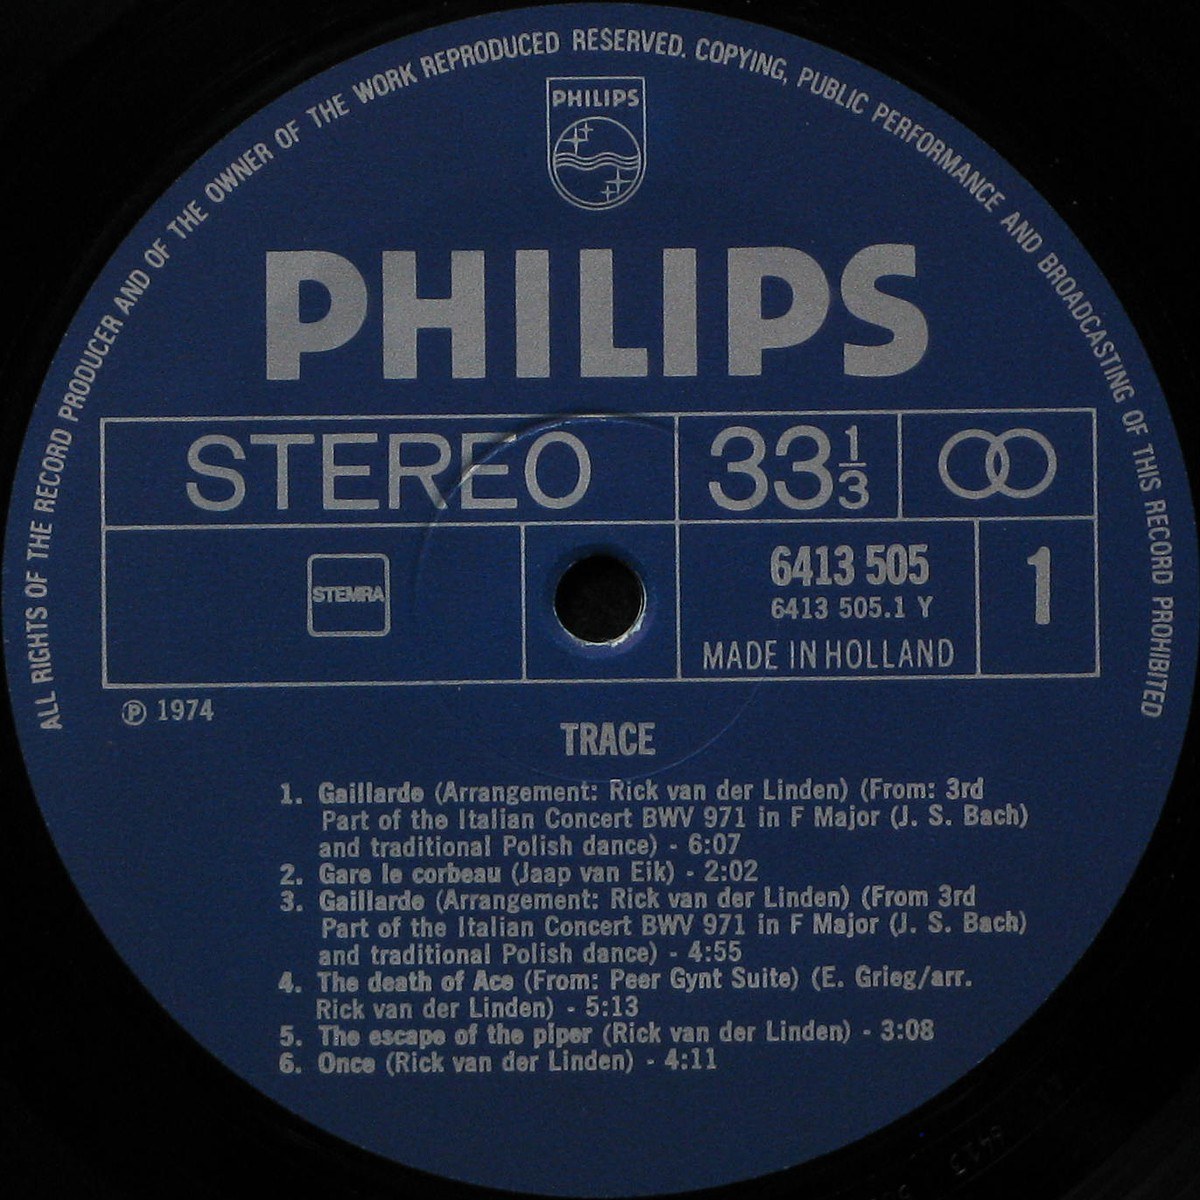 ALL RIGHTS OF THE RECORD PRODUCER AND OF THE OWNER OF THE WORK REPRODUCED RESERVED. COPYING, PUBLIC PERFORMANCE AND BROADCASTING OF THIS RECORD PROHIBITED
PHILIPS
PHILIPS
STEREO 33 1/3
STEMRA
6413 505
6413 505.1 Y
MADE IN HOLLAND
1
℗ 1974
TRACE
1. Gaillarde (Arrangement: Rick van der Linden) (From: 3rd
Part of the Italian Concert BWV 971 in F Major (J. S. Bach)
and traditional Polish dance) - 6:07
2. Gare le corbeau (Jaap van Eik) - 2:02
3. Gaillarde (Arrangement: Rick van der Linden) (From 3rd
Part of the Italian Concert BWV 971 in F Major (J. S. Bach)
and traditional Polish dance) - 4:55
4. The death of Ace (From: Peer Gynt Suite) (E. Grieg/arr.
Rick van der Linden) - 5:13
5. The escape of the piper (Rick van der Linden) - 3:08
6. Once (Rick van der Linden) - 4:11